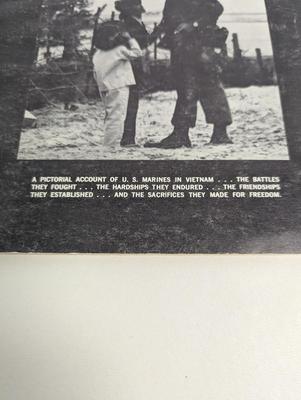 A PICTORIAL ACCOUNT OF U. S. MARINES IN VIETNAM . . . THE BATTLES
THEY FOUGHT . . . THE HARDSHIPS THEY ENDURED . . . THE FRIENDSHIPS
THEY ESTABLISHED . . . AND THE SACRIFICES THEY MADE FOR FREEDOM.